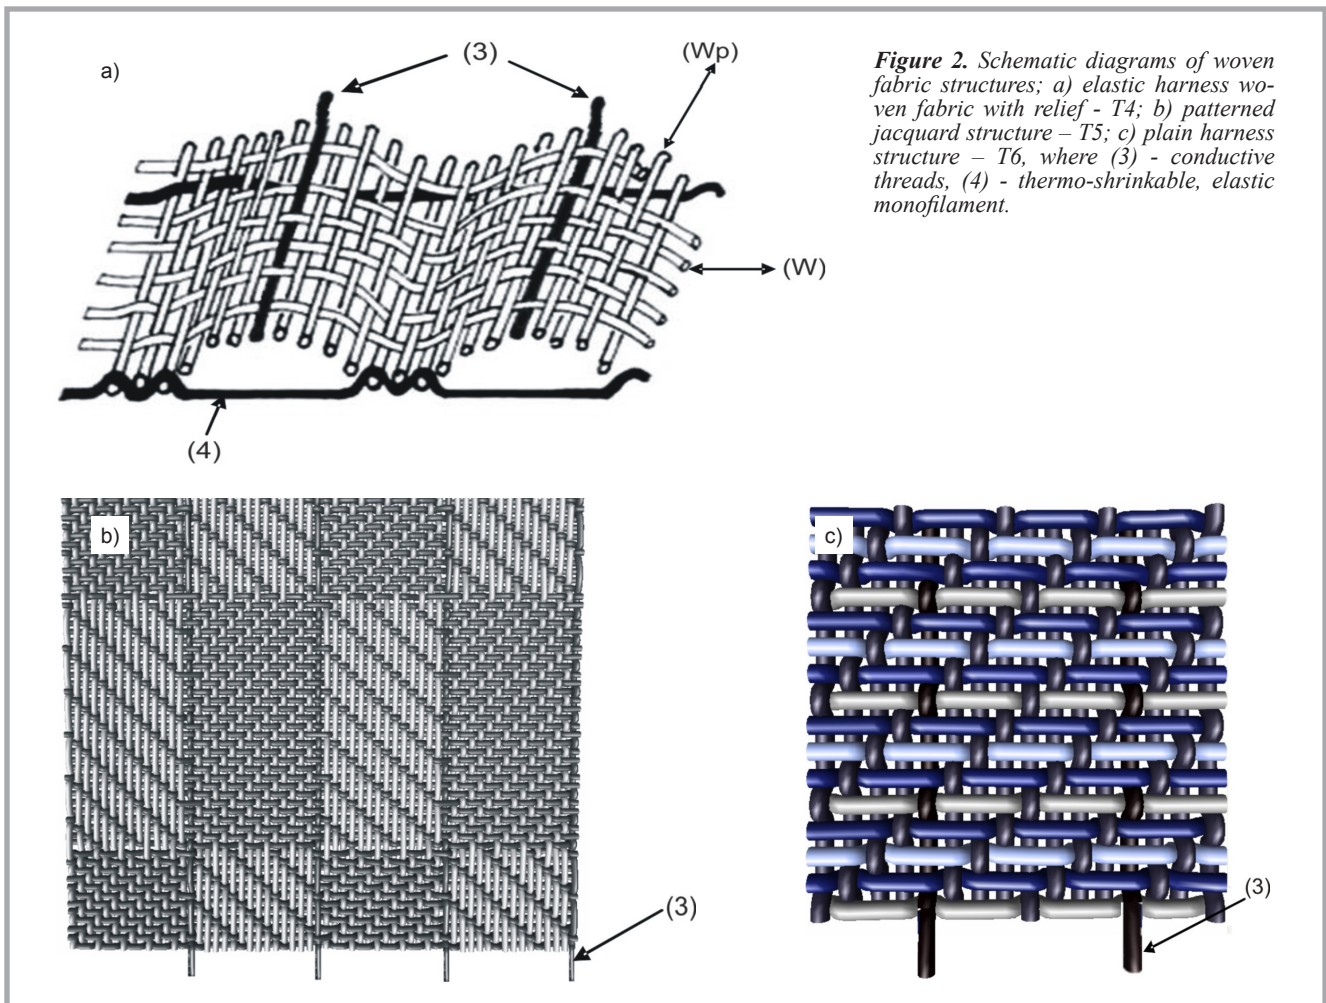 a)
(3)
(Wp)
Figure 2. Schematic diagrams of woven
fabric structures; a) elastic harness wo-
ven fabric with relief - T4; b) patterned
jacquard structure – T5; c) plain harness
structure – T6, where (3) - conductive
threads, (4) - thermo-shrinkable, elastic
monofilament.
(W)
(4)
b)
(3)
c)
(3)